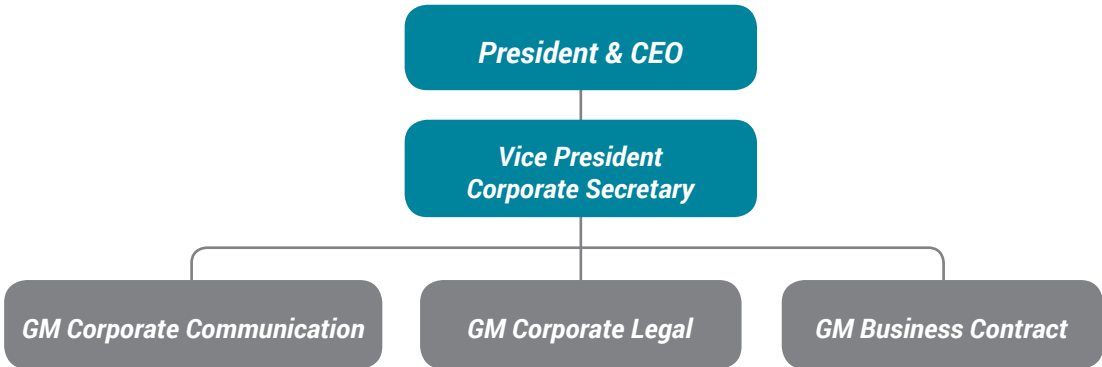 President & CEO
Vice President
Corporate Secretary
GM Corporate Communication
GM Corporate Legal
GM Business Contract